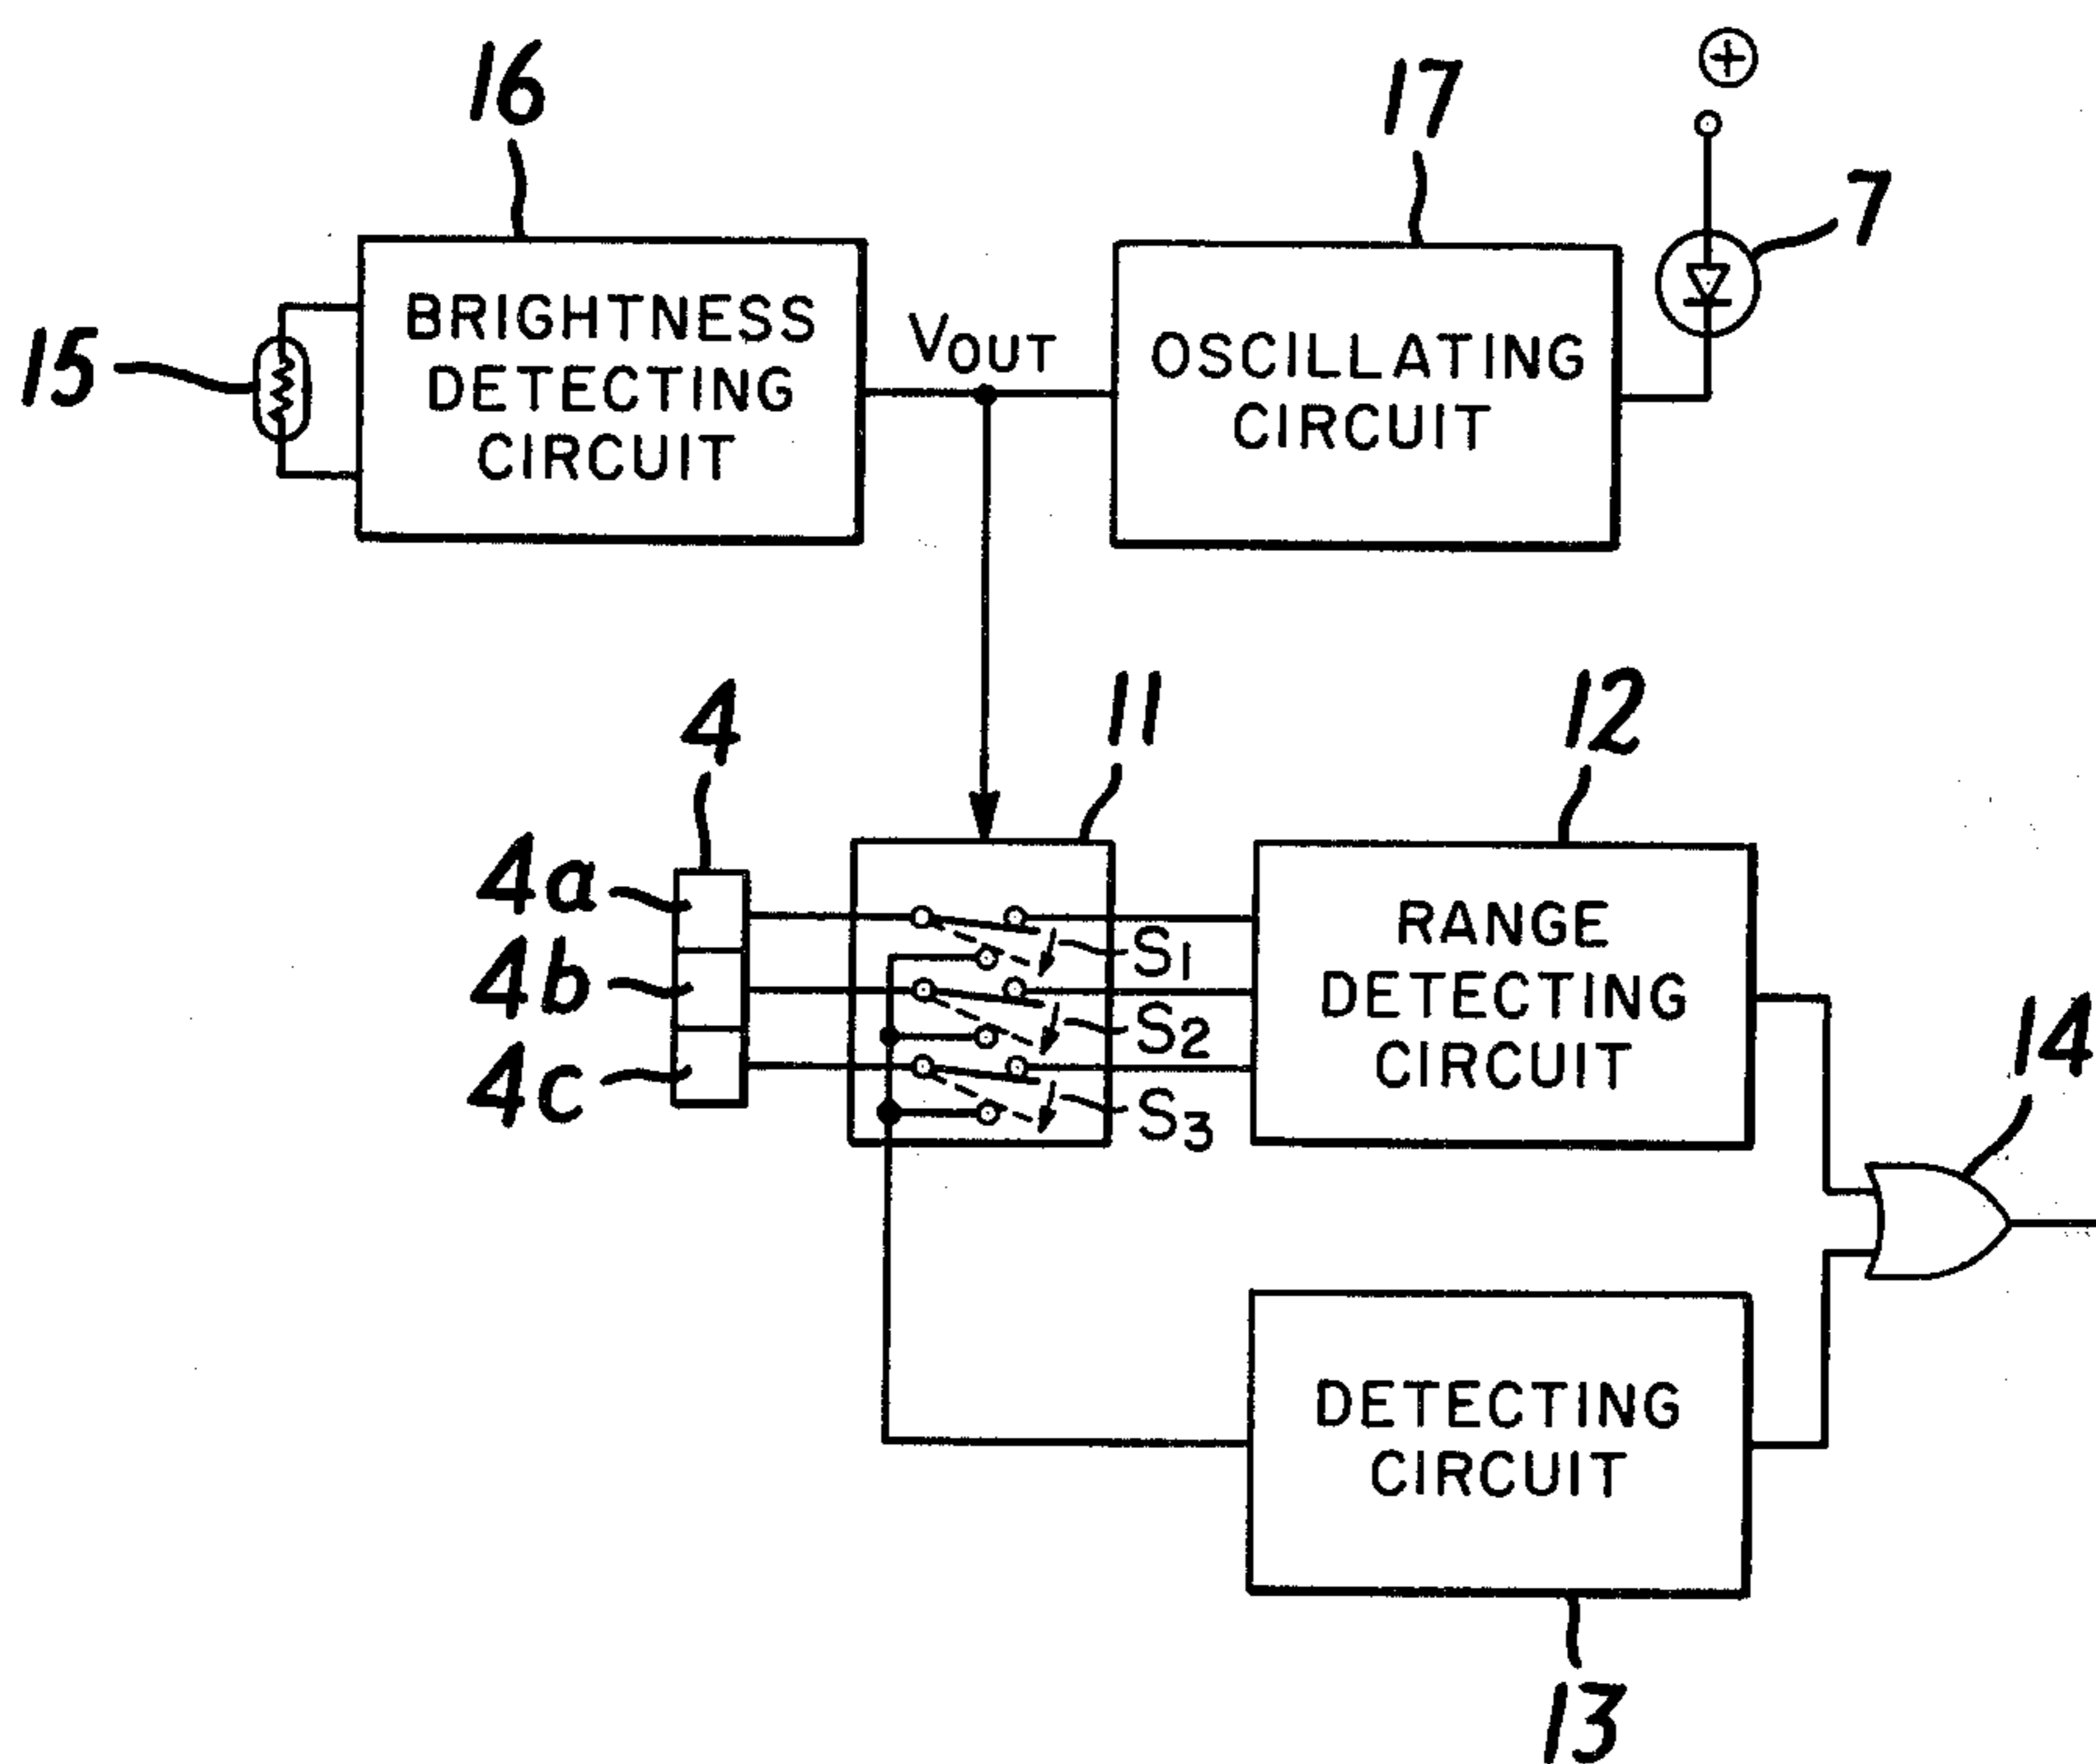 16
17
7
15
BRIGHTNESS
DETECTING
CIRCUIT
VOUT
OSCILLATING
CIRCUIT
4
11
12
4a
4b
4c
S1
S2
S3
RANGE
DETECTING
CIRCUIT
14
DETECTING
CIRCUIT
13